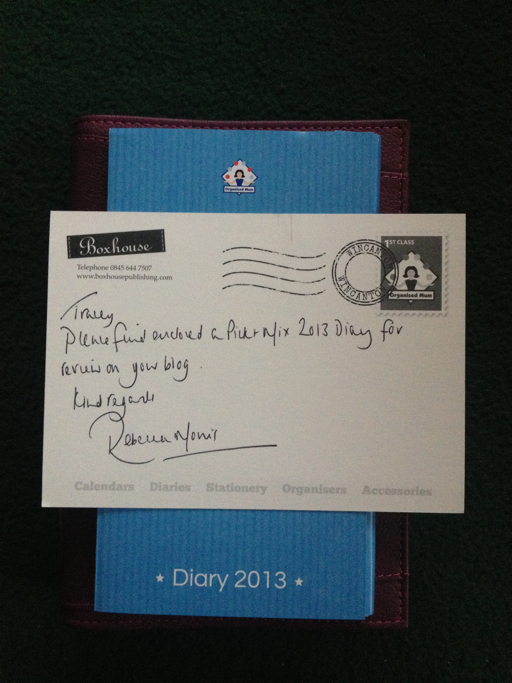 Organised Mum
Boxhouse
Telephone 0845 644 7507
www.boxhousepublishing.com
WINCANTON
WINCANTON
1ST CLASS
Organised Mum
Tracey
Please find enclosed a Pick + Mix 2013 Diary for
review on your blog.
Kind regards
Rebecca Morris
Calendars Diaries Stationery Organisers Accessories
★ Diary 2013 ★